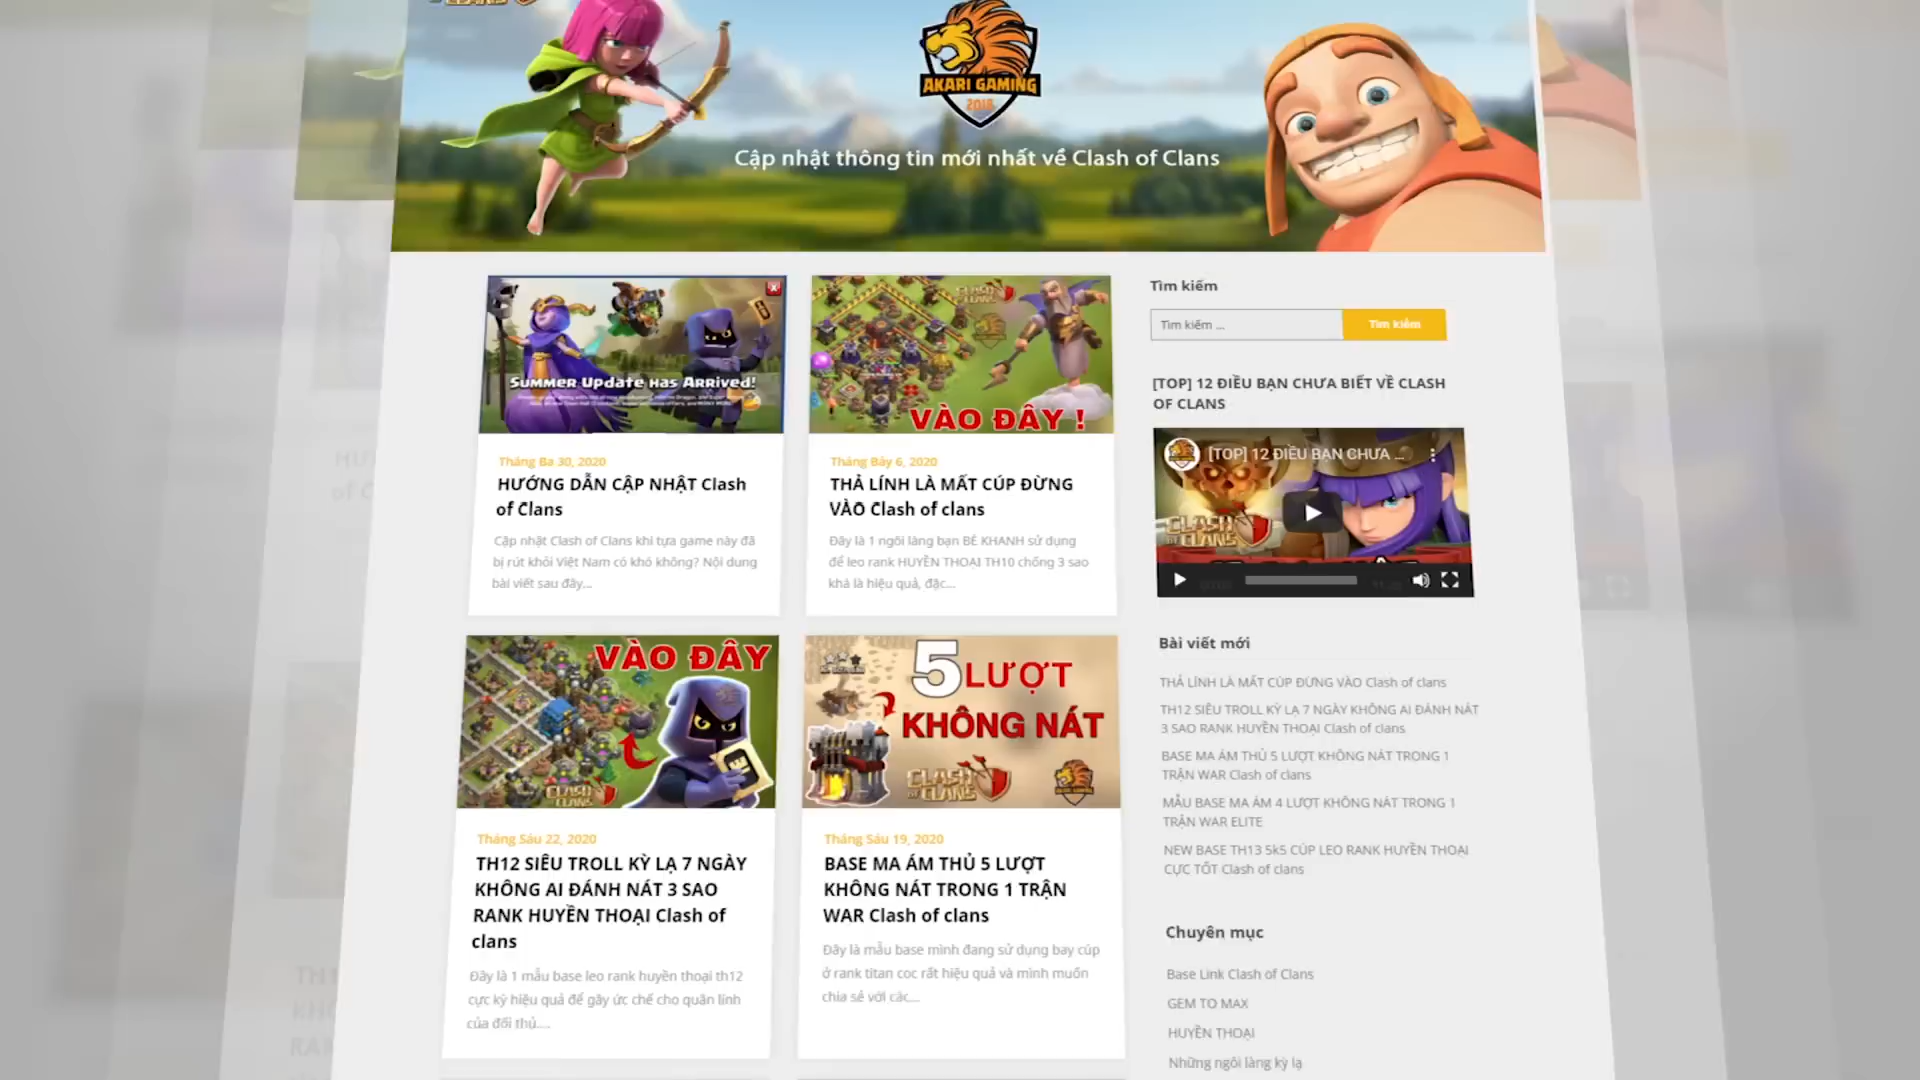 AKARI GAMING
2018
Cập nhật thông tin mới nhất về Clash of Clans
Summer Update has Arrived!
VÀO ĐÂY !
Tháng Ba 30, 2020
HƯỚNG DẪN CẬP NHẬT Clash
of Clans
Cập nhật Clash of Clans khi tựa game này đã
bị rút khỏi Việt Nam có khó không? Nội dung
bài viết sau đây...
Tháng Bảy 6, 2020
THẢ LÍNH LÀ MẤT CÚP ĐỪNG
VÀO Clash of clans
Đây là 1 ngôi làng bạn BÉ KHANH sử dụng
để leo rank HUYỀN THOẠI TH10 chống 3 sao
khá là hiệu quả, đặc...
VÀO ĐÂY
CLASH OF CLANS
Tháng Sáu 22, 2020
TH12 SIÊU TROLL KỲ LẠ 7 NGÀY
KHÔNG AI ĐÁNH NÁT 3 SAO
RANK HUYỀN THOẠI Clash of
clans
Đây là 1 mẫu base leo rank huyền thoại th12
cực kỳ hiệu quả để gây ức chế cho quân lính
của đối thủ....
5 LƯỢT
KHÔNG NÁT
CLASH OF CLANS
Tháng Sáu 19, 2020
BASE MA ÁM THỦ 5 LƯỢT
KHÔNG NÁT TRONG 1 TRẬN
WAR Clash of clans
Đây là mẫu base mình đang sử dụng bay cúp
ở rank titan coc rất hiệu quả và mình muốn
chia sẻ với các...
Tìm kiếm
Tìm kiếm ...
Tìm kiếm
[TOP] 12 ĐIỀU BẠN CHƯA BIẾT VỀ CLASH
OF CLANS
[TOP] 12 ĐIỀU BẠN CHƯA ...
CLASH OF CLANS
Bài viết mới
THẢ LÍNH LÀ MẤT CÚP ĐỪNG VÀO Clash of clans
TH12 SIÊU TROLL KỲ LẠ 7 NGÀY KHÔNG AI ĐÁNH NÁT
3 SAO RANK HUYỀN THOẠI Clash of clans
BASE MA ÁM THỦ 5 LƯỢT KHÔNG NÁT TRONG 1
TRẬN WAR Clash of clans
MẪU BASE MA ÁM 4 LƯỢT KHÔNG NÁT TRONG 1
TRẬN WAR ELITE
NEW BASE TH13 5k5 CÚP LEO RANK HUYỀN THOẠI
CỰC TỐT Clash of clans
Chuyên mục
Base Link Clash of Clans
GEM TO MAX
HUYỀN THOẠI
Những ngôi làng kỳ lạ